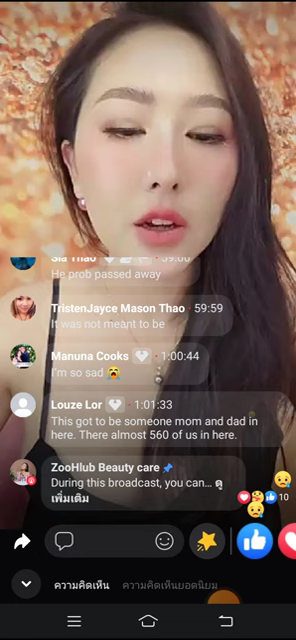 Sia Thao · 59:00
He prob passed away
TristenJayce Mason Thao · 59:59
It was not meant to be
Manuna Cooks · 1:00:44
I'm so sad 😭
Louze Lor · 1:01:33
This got to be someone mom and dad in
here. There almost 560 of us in here.
ZooHlub Beauty care
During this broadcast, you can… ดู
เพิ่มเติม
10
ความคิดเห็น ความคิดเห็นยอดนิยม